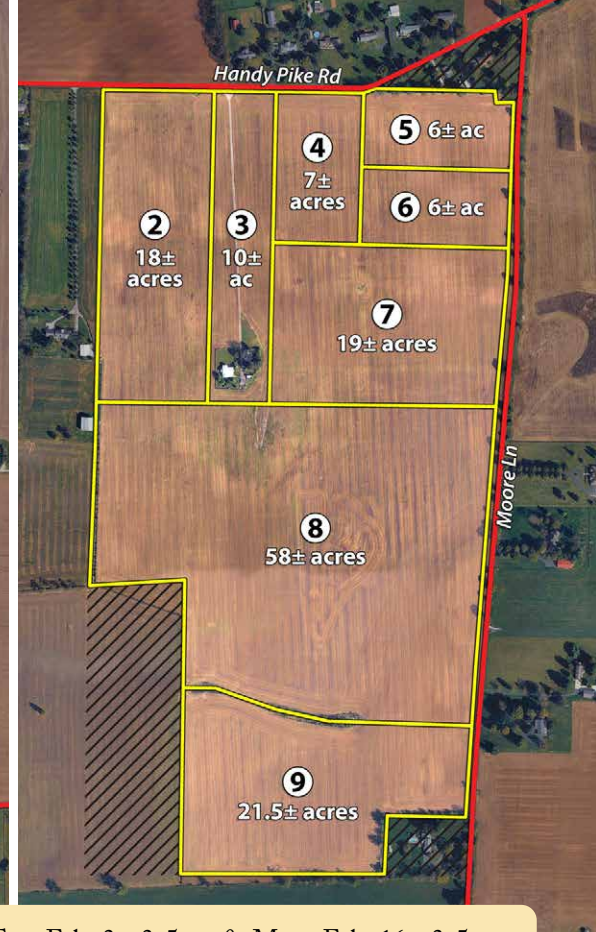 Handy Pike Rd
5 6± ac
4
7±
acres
6 6± ac
2
18±
acres
3
10±
ac
7
19± acres
Moore Ln
8
58± acres
9
21.5± acres